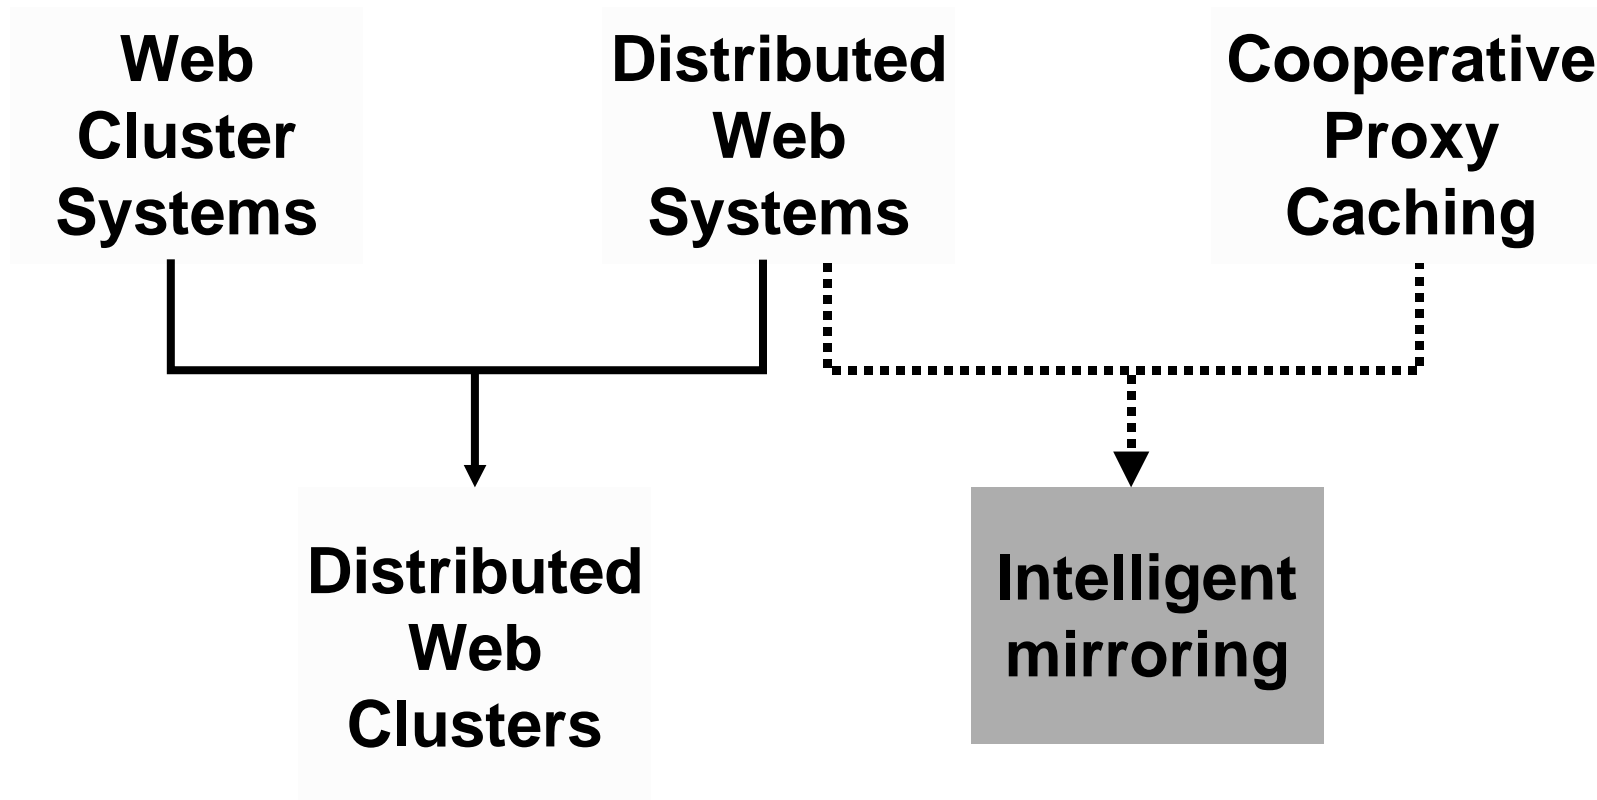 Web
Cluster
Systems
Distributed
Web
Systems
Cooperative
Proxy
Caching
Distributed
Web
Clusters
Intelligent
mirroring